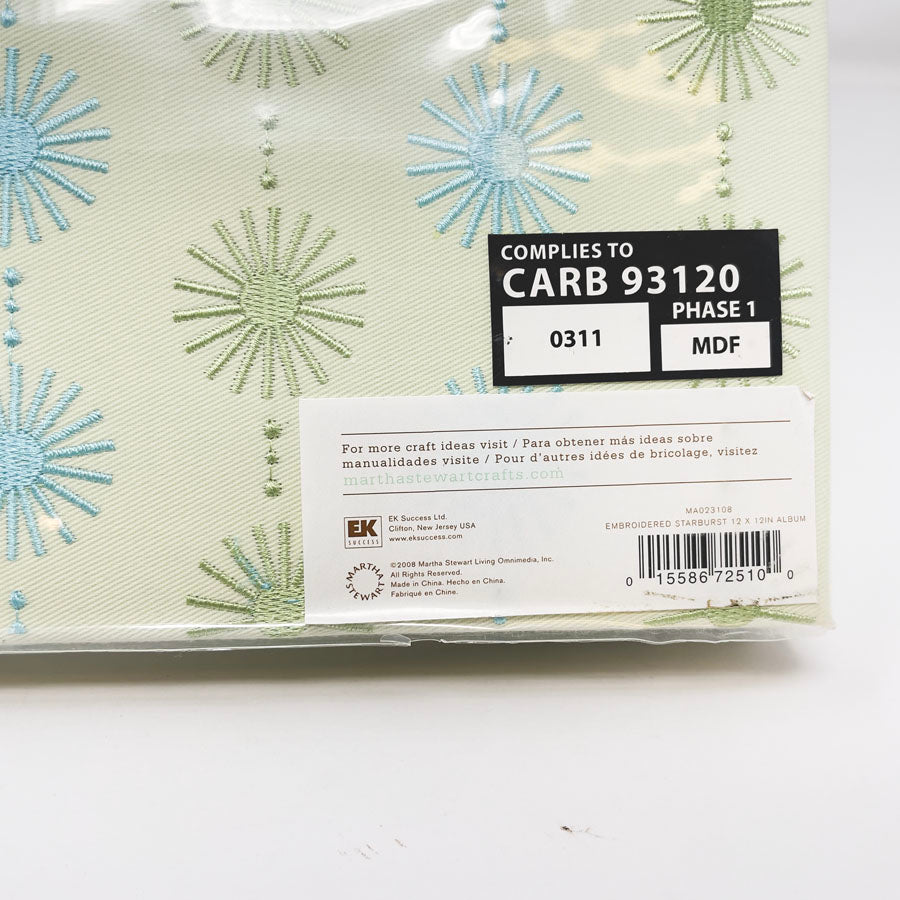 COMPLIES TO
CARB 93120
PHASE 1
0311
MDF
For more craft ideas visit / Para obtener más ideas sobre
manualidades visite / Pour d'autres idées de bricolage, visitez
marthastewartcrafts.com
EK
SUCCESS
EK Success Ltd.
Clifton, New Jersey USA
www.eksuccess.com
MARTHA
STEWART
©2008 Martha Stewart Living Omnimedia, Inc.
All Rights Reserved.
Made in China. Hecho en China.
Fabriqué en Chine.
MA023108
EMBROIDERED STARBURST 12 X 12IN ALBUM
0 15586 72510 0